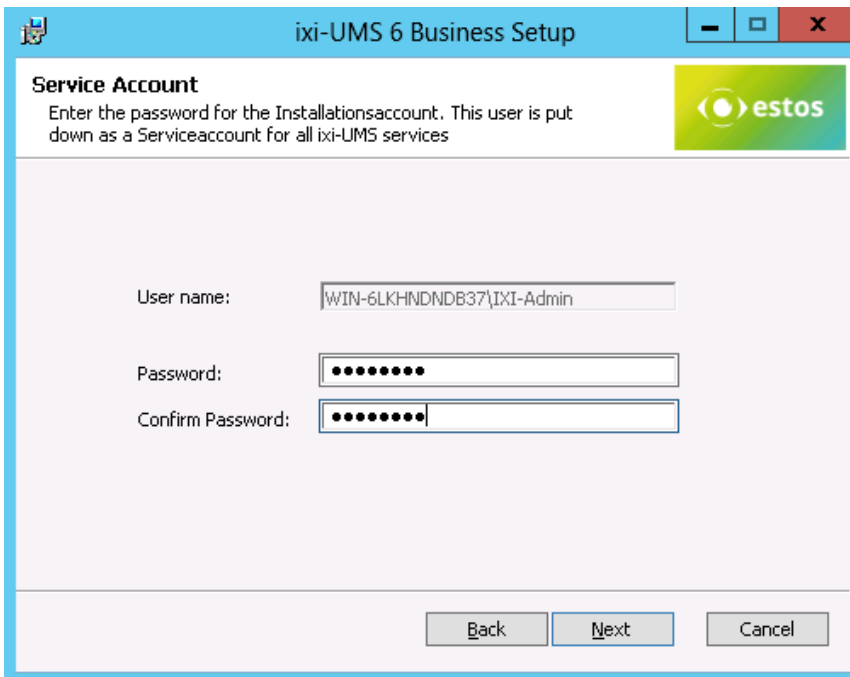 ixi-UMS 6 Business Setup
Service Account
Enter the password for the Installationsaccount. This user is put
down as a Serviceaccount for all ixi-UMS services
estos
User name: WIN-6LKHNDNDB37\IXI-Admin
Password: ●●●●●●●●
Confirm Password: ●●●●●●●●
Back Next Cancel